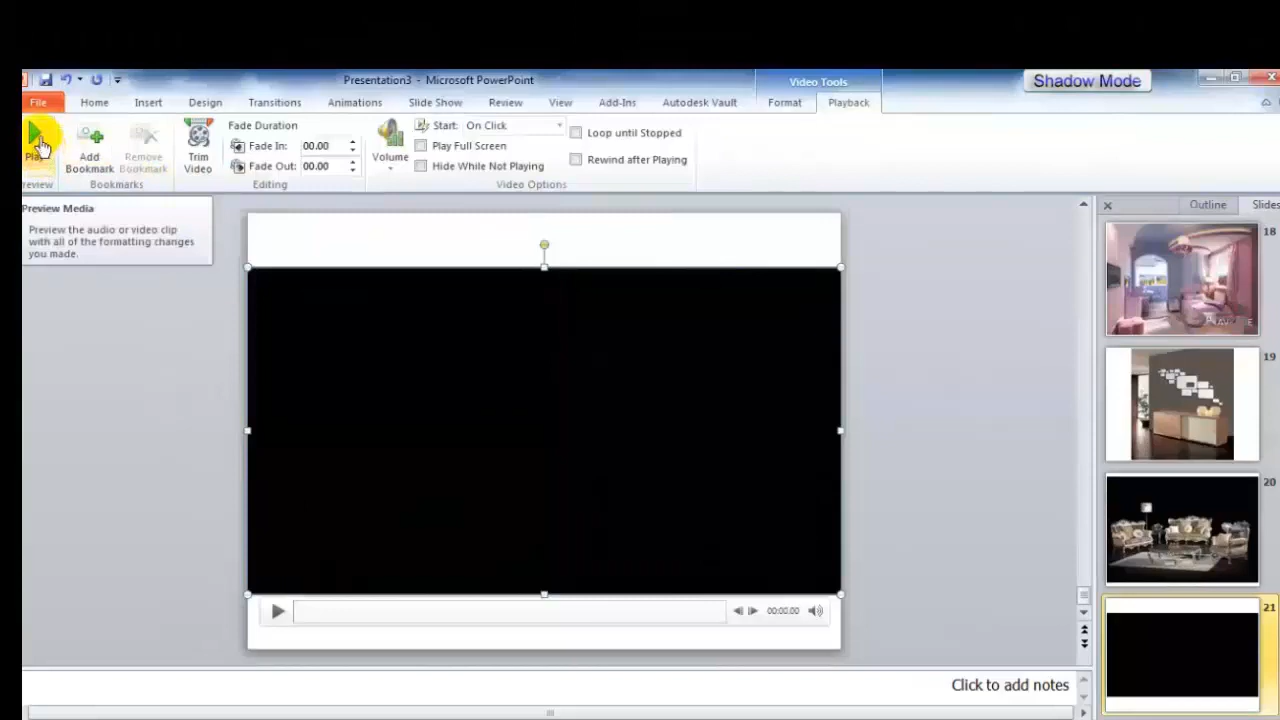 Presentation3 - Microsoft PowerPoint
Video Tools
Shadow Mode
File Home Insert Design Transitions Animations Slide Show Review View Add-Ins Autodesk Vault Format Playback
Play
Add Bookmark
Remove Bookmark
Bookmarks
Trim Video
Fade Duration
Fade In: 00.00
Fade Out: 00.00
Editing
Volume
Start: On Click
Play Full Screen
Hide While Not Playing
Loop until Stopped
Rewind after Playing
Video Options
Preview Media
Preview the audio or video clip
with all of the formatting changes
you made.
Outline Slides
18
19
20
21
00:00.00
Click to add notes